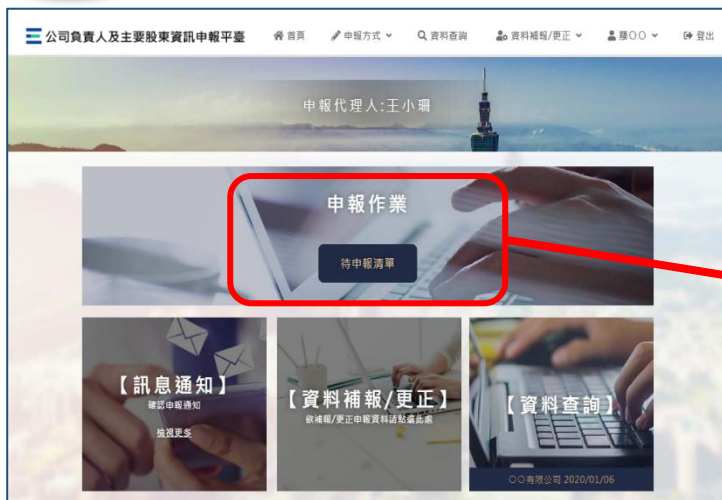 公司負責人及主要股東資訊申報平臺 首頁 申報方式 資料查詢 資料補報/更正 羅○○ 登出
申報代理人:王小珊
申報作業
待申報清單
【訊息通知】
確認申報通知
檢視更多
【資料補報/更正】
欲補報/更正申報資料請點選此處
【資料查詢】
○○有限公司 2020/01/06